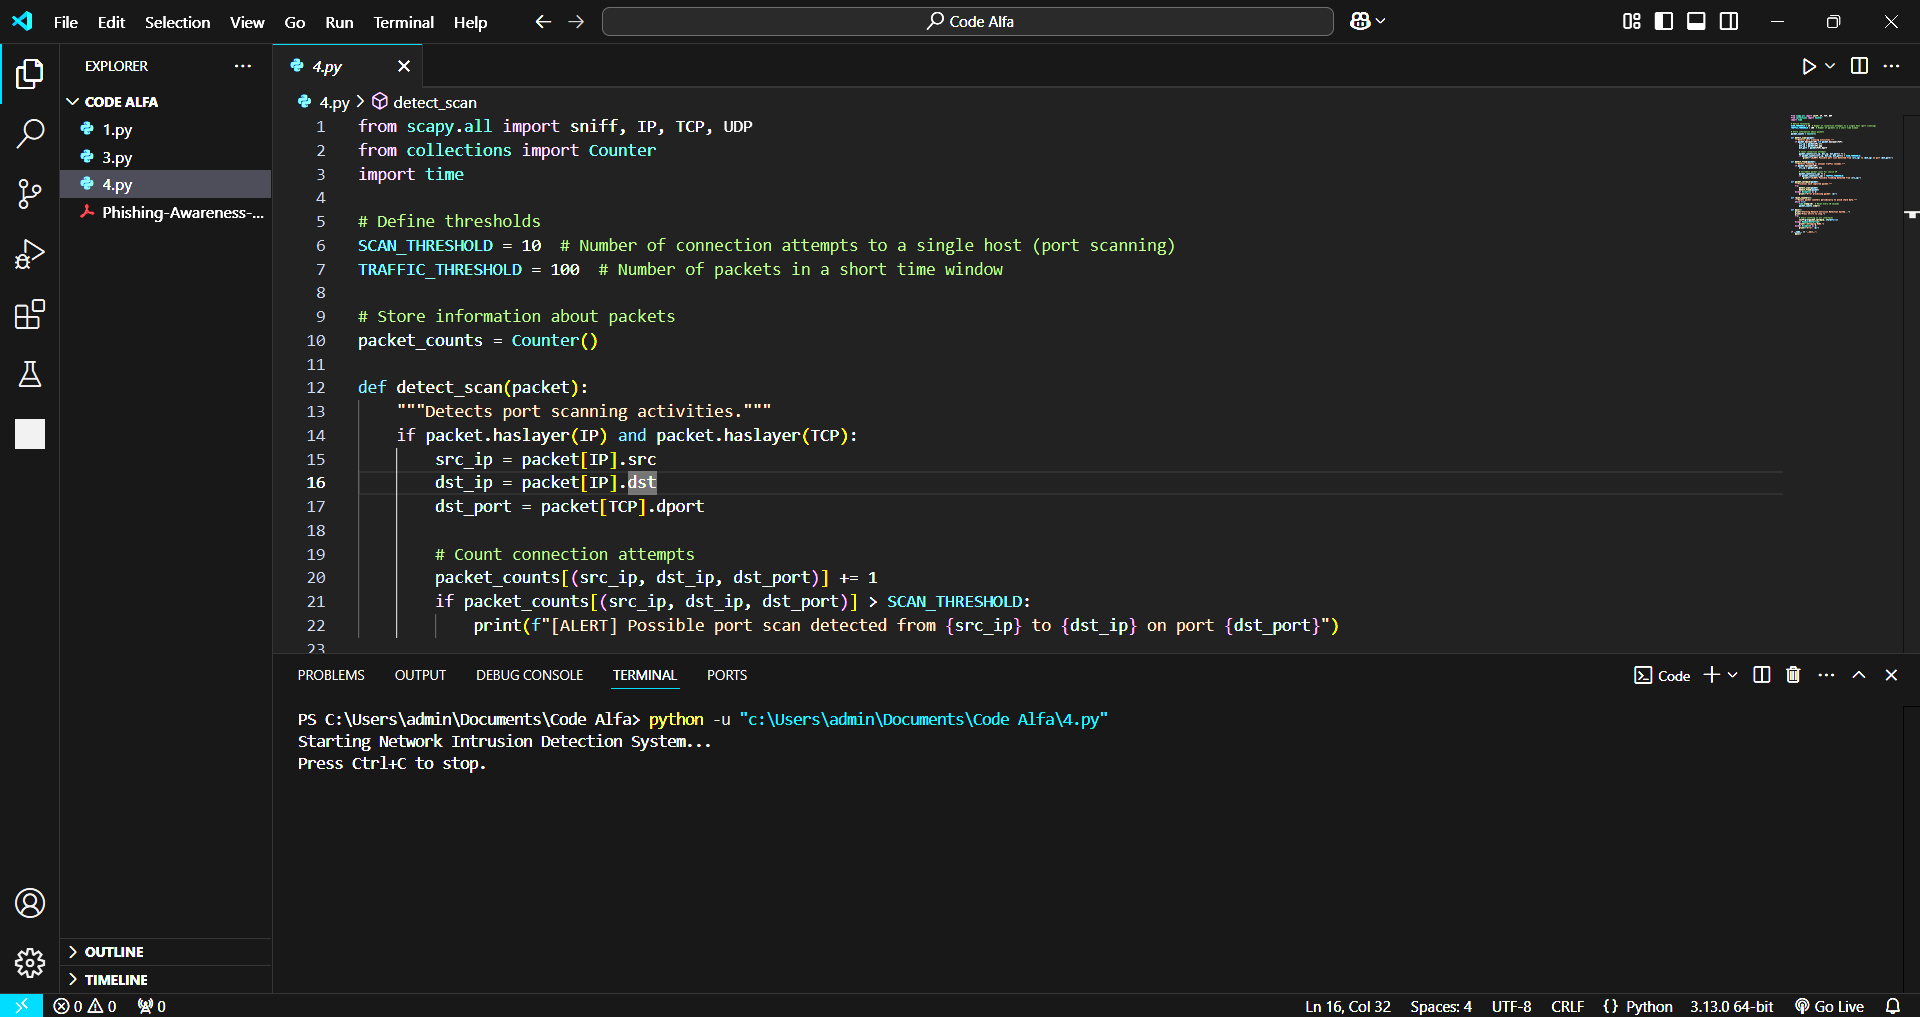 File Edit Selection View Go Run Terminal Help
Code Alfa
EXPLORER
CODE ALFA
1.py
3.py
4.py
Phishing-Awareness-...
OUTLINE
TIMELINE
4.py
4.py > detect_scan
1 from scapy.all import sniff, IP, TCP, UDP
2 from collections import Counter
3 import time
4
5 # Define thresholds
6 SCAN_THRESHOLD = 10  # Number of connection attempts to a single host (port scanning)
7 TRAFFIC_THRESHOLD = 100  # Number of packets in a short time window
8
9 # Store information about packets
10 packet_counts = Counter()
11
12 def detect_scan(packet):
13     """Detects port scanning activities."""
14     if packet.haslayer(IP) and packet.haslayer(TCP):
15         src_ip = packet[IP].src
16         dst_ip = packet[IP].dst
17         dst_port = packet[TCP].dport
18
19         # Count connection attempts
20         packet_counts[(src_ip, dst_ip, dst_port)] += 1
21         if packet_counts[(src_ip, dst_ip, dst_port)] > SCAN_THRESHOLD:
22             print(f"[ALERT] Possible port scan detected from {src_ip} to {dst_ip} on port {dst_port}")
23
PROBLEMS OUTPUT DEBUG CONSOLE TERMINAL PORTS
Code
PS C:\Users\admin\Documents\Code Alfa> python -u "c:\Users\admin\Documents\Code Alfa\4.py"
Starting Network Intrusion Detection System...
Press Ctrl+C to stop.
0 0 0
Ln 16, Col 32 Spaces: 4 UTF-8 CRLF {} Python 3.13.0 64-bit Go Live